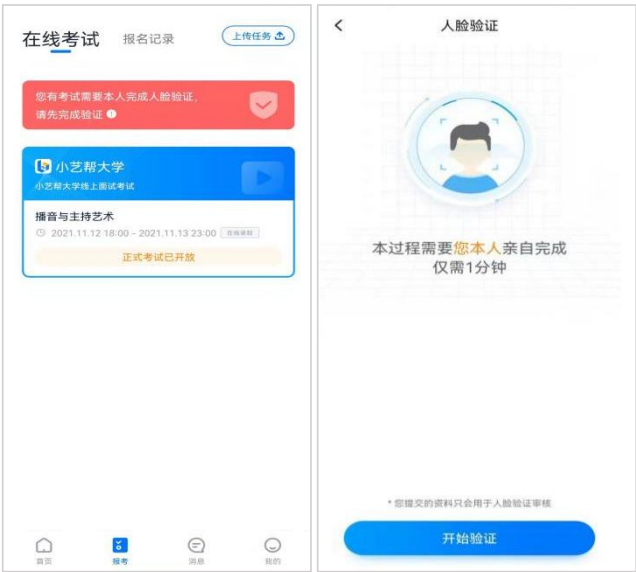 在线考试
报名记录
上传任务
您有考试需要本人完成人脸验证,
请先完成验证
小艺帮大学
小艺帮大学线上面试考试
播音与主持艺术
2021.11.12 18:00 - 2021.11.13 23:00
正式考试已开放
首页
报考
消息
我的
人脸验证
本过程需要您本人亲自完成
仅需1分钟
* 您提交的资料只会用于人脸验证审核
开始验证